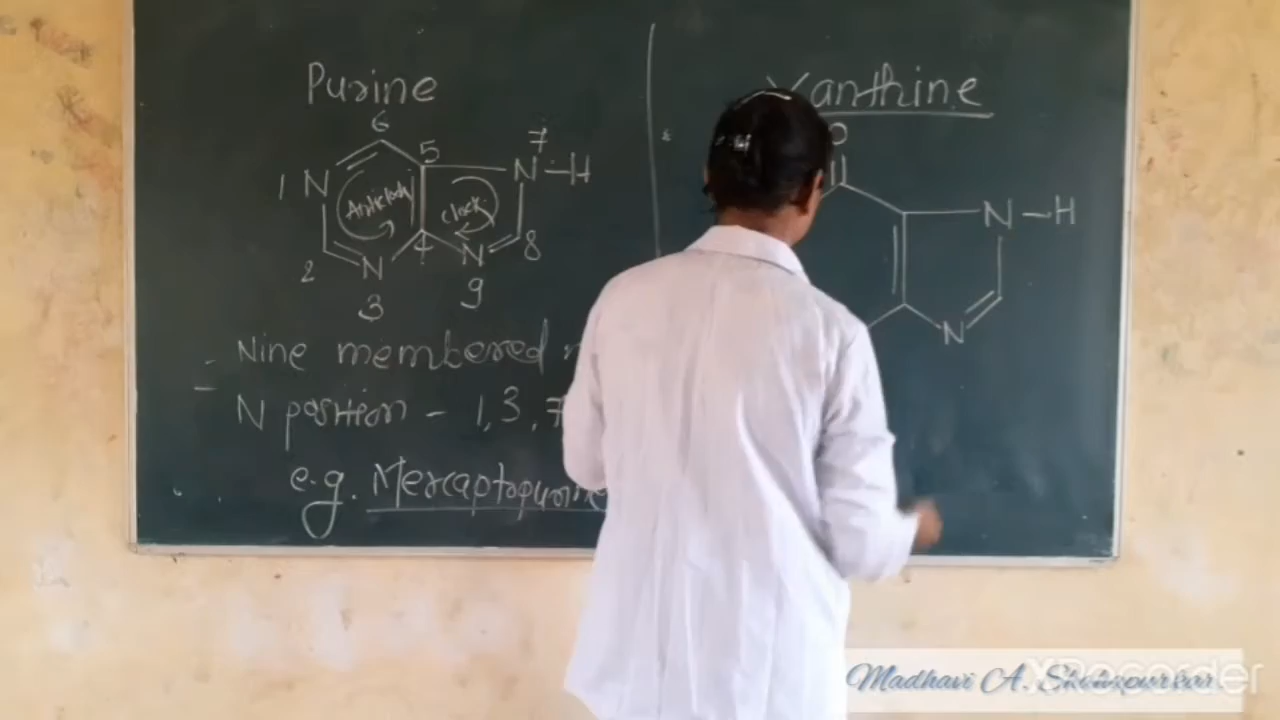 Purine
6
5
7
1 N
N-H
Anticlock
clock
4
2
N
N
8
3
9
- Nine membered
- N position - 1, 3, 7
e.g. Mercaptopurine
Xanthine
O
N-H
N
Madhavi A.
XRecorder